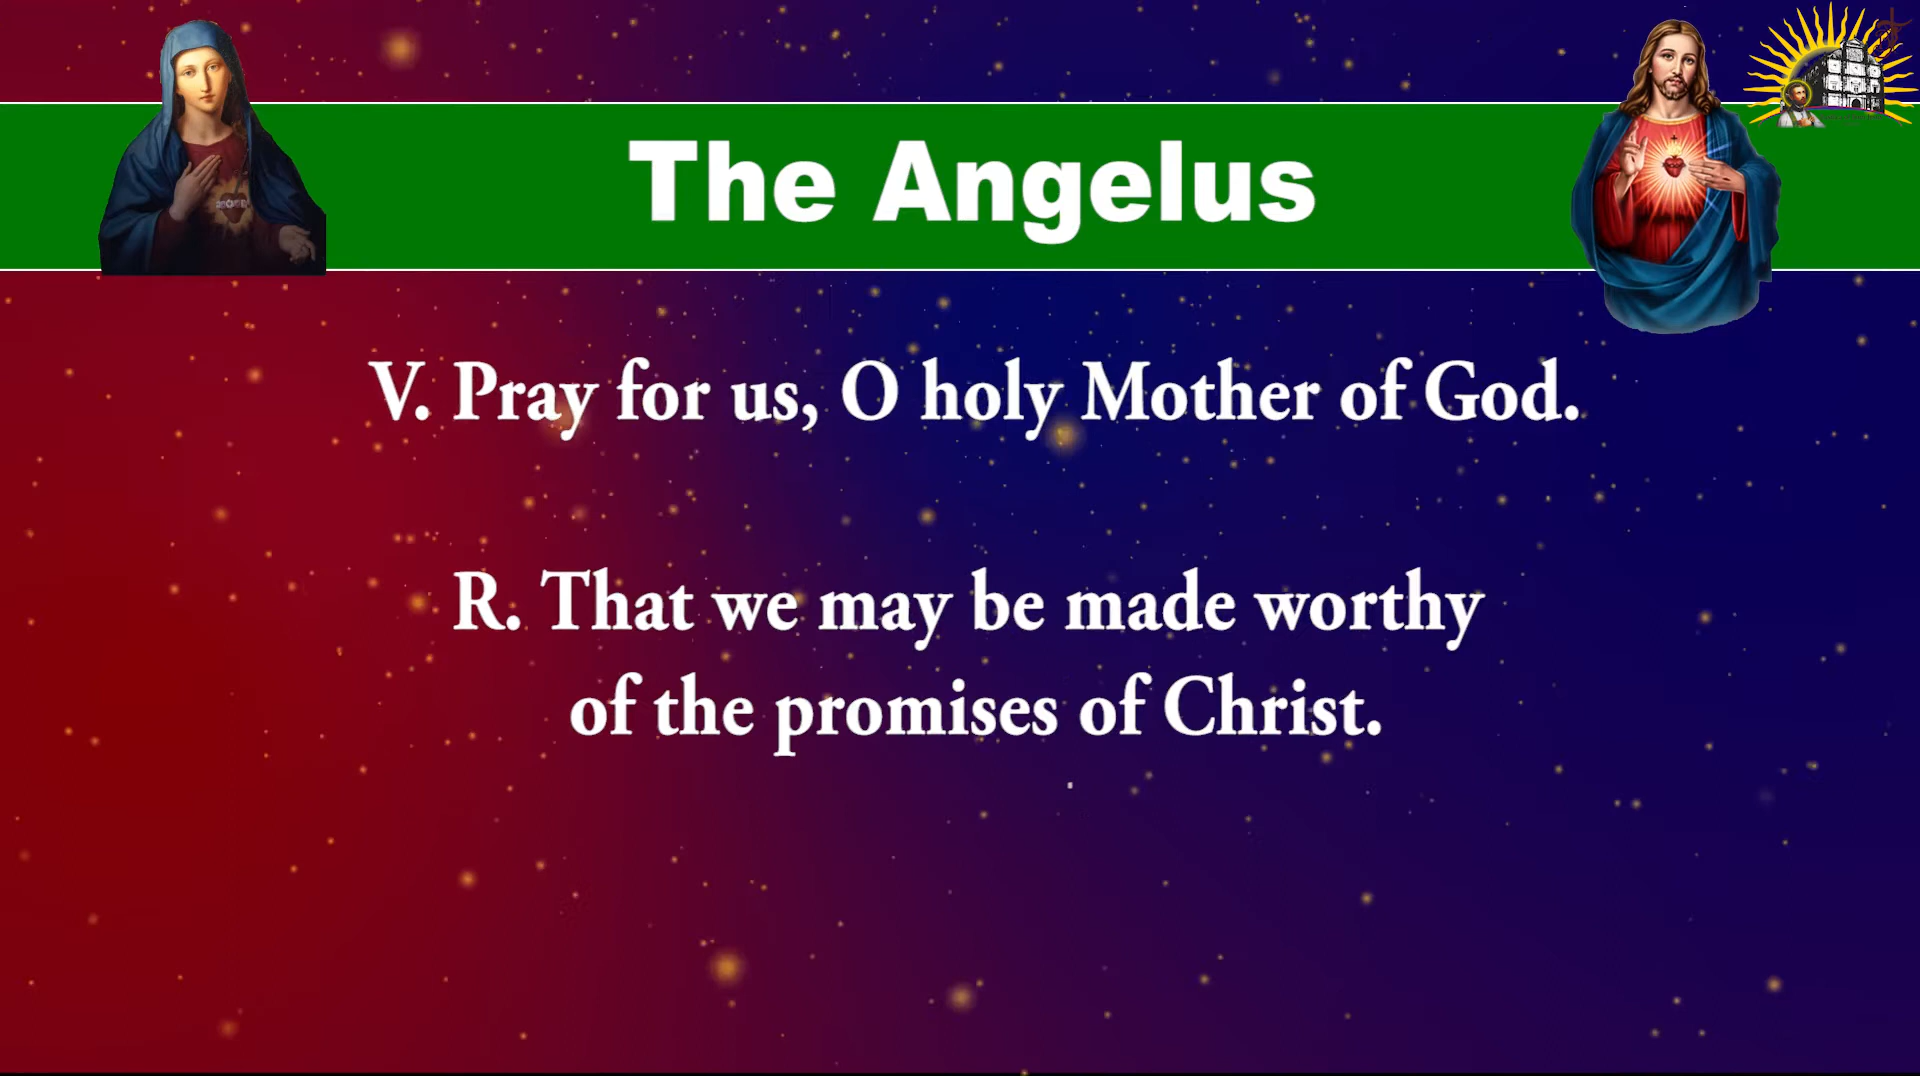 The Angelus
V. Pray for us, O holy Mother of God.
R. That we may be made worthy
of the promises of Christ.